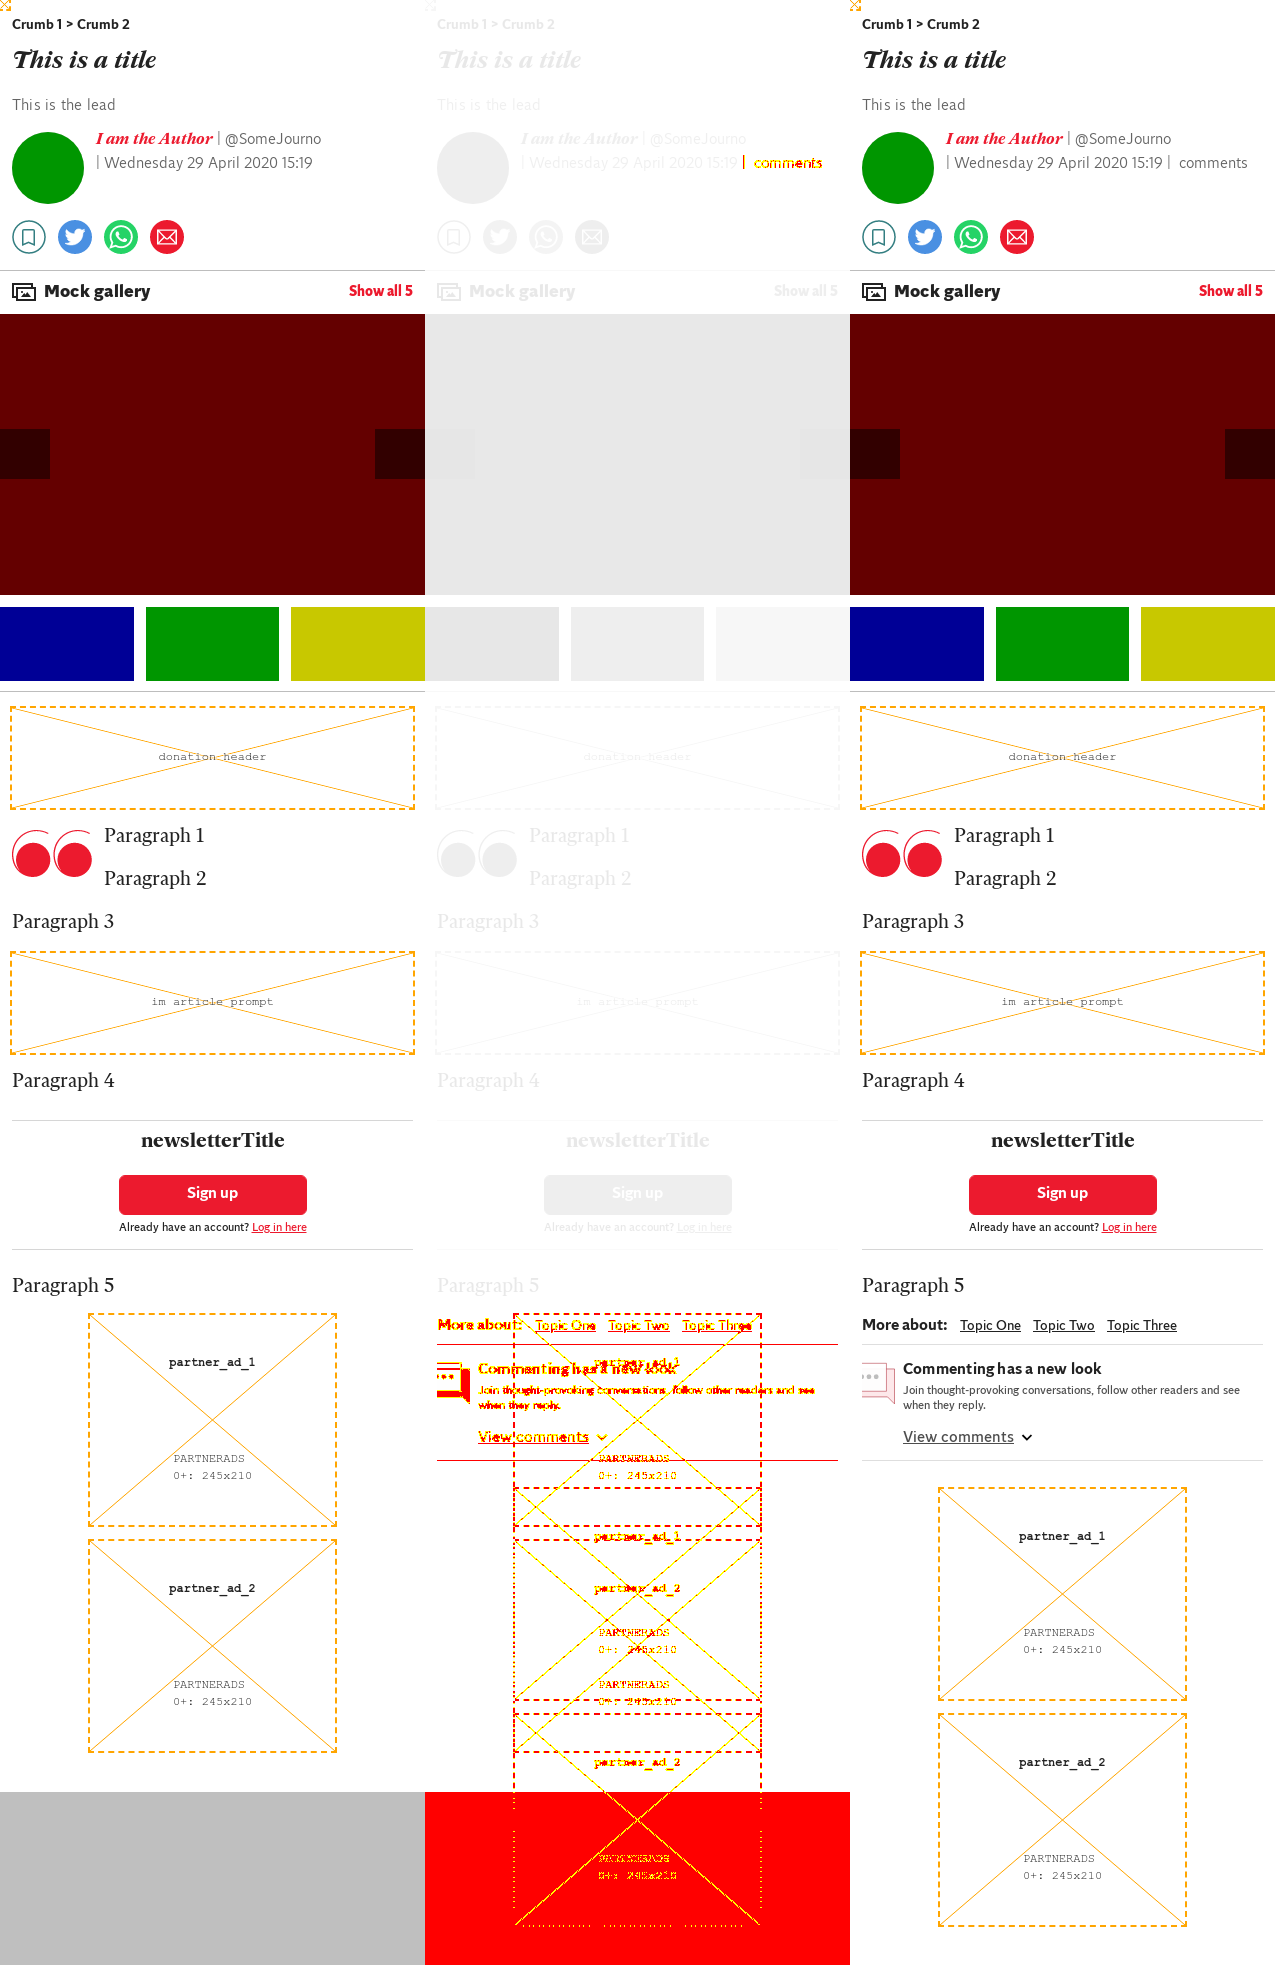 Crumb 1 > Crumb 2
This is a title
This is the lead
I am the Author | @SomeJourno
| Wednesday 29 April 2020 15:19
Mock gallery
Show all 5
donation header
Paragraph 1
Paragraph 2
Paragraph 3
im article prompt
Paragraph 4
newsletterTitle
Sign up
Already have an account? Log in here
Paragraph 5
partner_ad_1
PARTNERADS
0+: 245x210
partner_ad_2
PARTNERADS
0+: 245x210
Crumb 1 > Crumb 2
This is a title
This is the lead
I am the Author | @SomeJourno
| Wednesday 29 April 2020 15:19 | comments
Mock gallery
Show all 5
donation header
Paragraph 1
Paragraph 2
Paragraph 3
im article prompt
Paragraph 4
newsletterTitle
Sign up
Already have an account? Log in here
Paragraph 5
More about: Topic One Topic Two Topic Three
partner_ad_1
Commenting has a new look
Join thought-provoking conversations, follow other readers and see
when they reply.
View comments
PARTNERADS
0+: 245x210
partner_ad_1
partner_ad_2
PARTNERADS
0+: 245x210
PARTNERADS
0+: 245x210
partner_ad_2
PARTNERADS
0+: 245x210
Crumb 1 > Crumb 2
This is a title
This is the lead
I am the Author | @SomeJourno
| Wednesday 29 April 2020 15:19 | comments
Mock gallery
Show all 5
donation header
Paragraph 1
Paragraph 2
Paragraph 3
im article prompt
Paragraph 4
newsletterTitle
Sign up
Already have an account? Log in here
Paragraph 5
More about: Topic One Topic Two Topic Three
Commenting has a new look
Join thought-provoking conversations, follow other readers and see
when they reply.
View comments
partner_ad_1
PARTNERADS
0+: 245x210
partner_ad_2
PARTNERADS
0+: 245x210